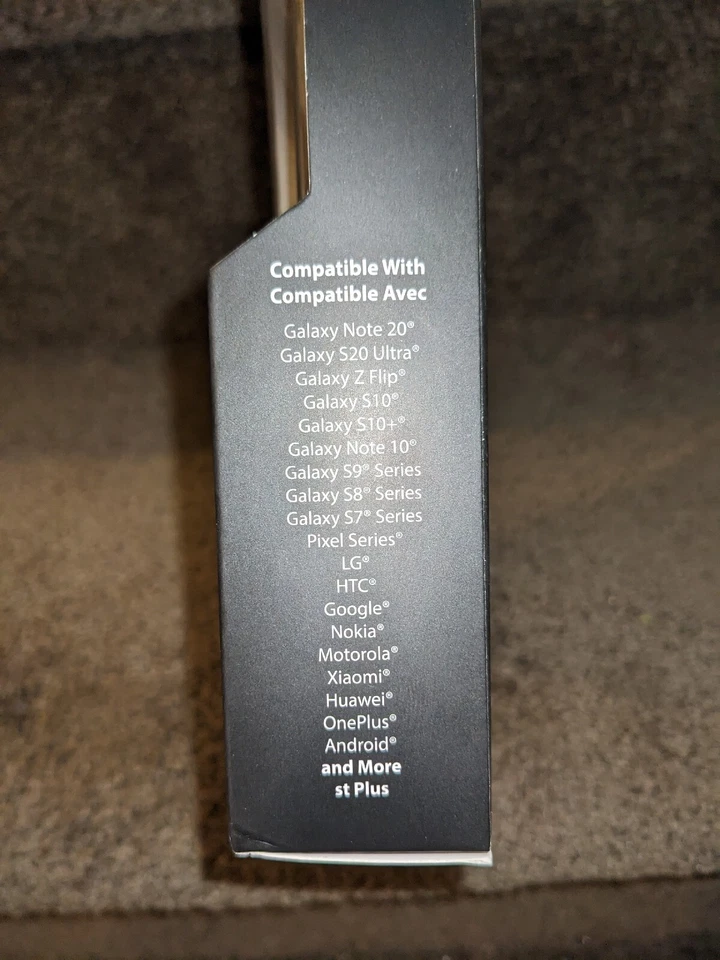 Compatible With
Compatible Avec
Galaxy Note 20®
Galaxy S20 Ultra®
Galaxy Z Flip®
Galaxy S10®
Galaxy S10+®
Galaxy Note 10®
Galaxy S9® Series
Galaxy S8® Series
Galaxy S7® Series
Pixel Series®
LG®
HTC®
Google®
Nokia®
Motorola®
Xiaomi®
Huawei®
OnePlus®
Android®
and More
st Plus